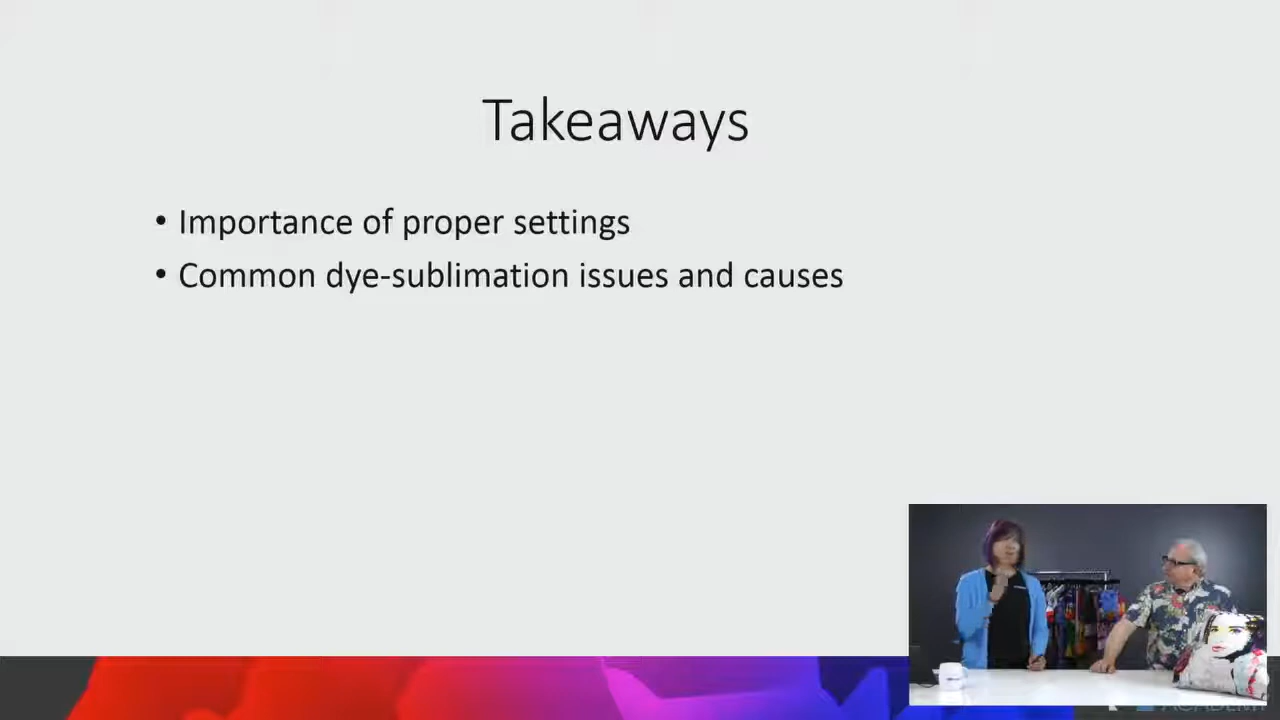 Takeaways
• Importance of proper settings
• Common dye-sublimation issues and causes